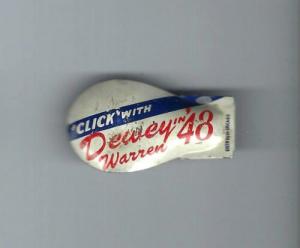 "CLICK" WITH
Dewey IN '48
Warren